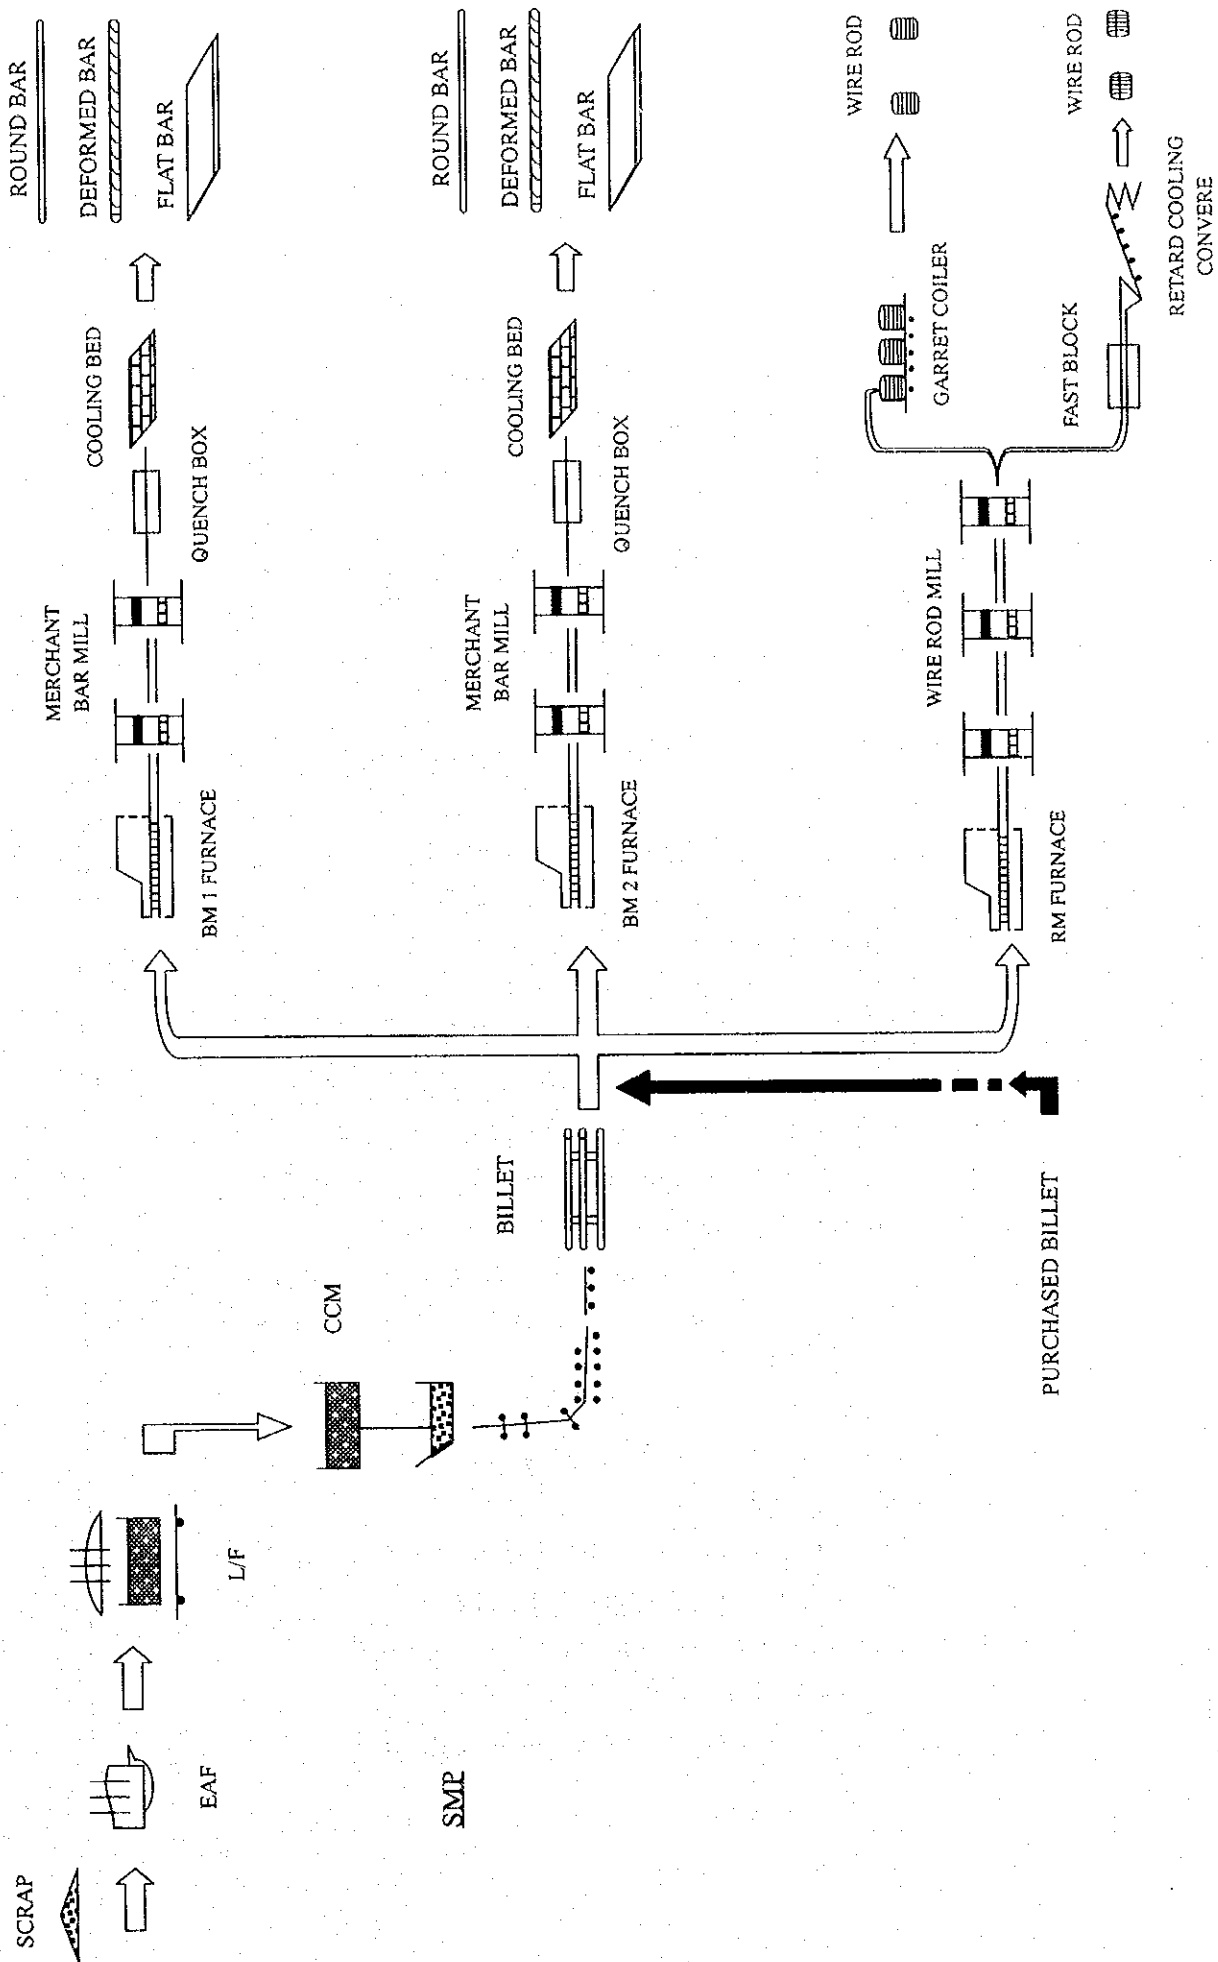 SCRAP
EAF
L/F
CCM
SMP
BILLET
PURCHASED BILLET
BM 1 FURNACE
MERCHANT
BAR MILL
QUENCH BOX
COOLING BED
ROUND BAR
DEFORMED BAR
FLAT BAR
BM 2 FURNACE
MERCHANT
BAR MILL
QUENCH BOX
COOLING BED
ROUND BAR
DEFORMED BAR
FLAT BAR
RM FURNACE
WIRE ROD MILL
GARRET COILER
WIRE ROD
FAST BLOCK
RETARD COOLING
CONVERE
WIRE ROD